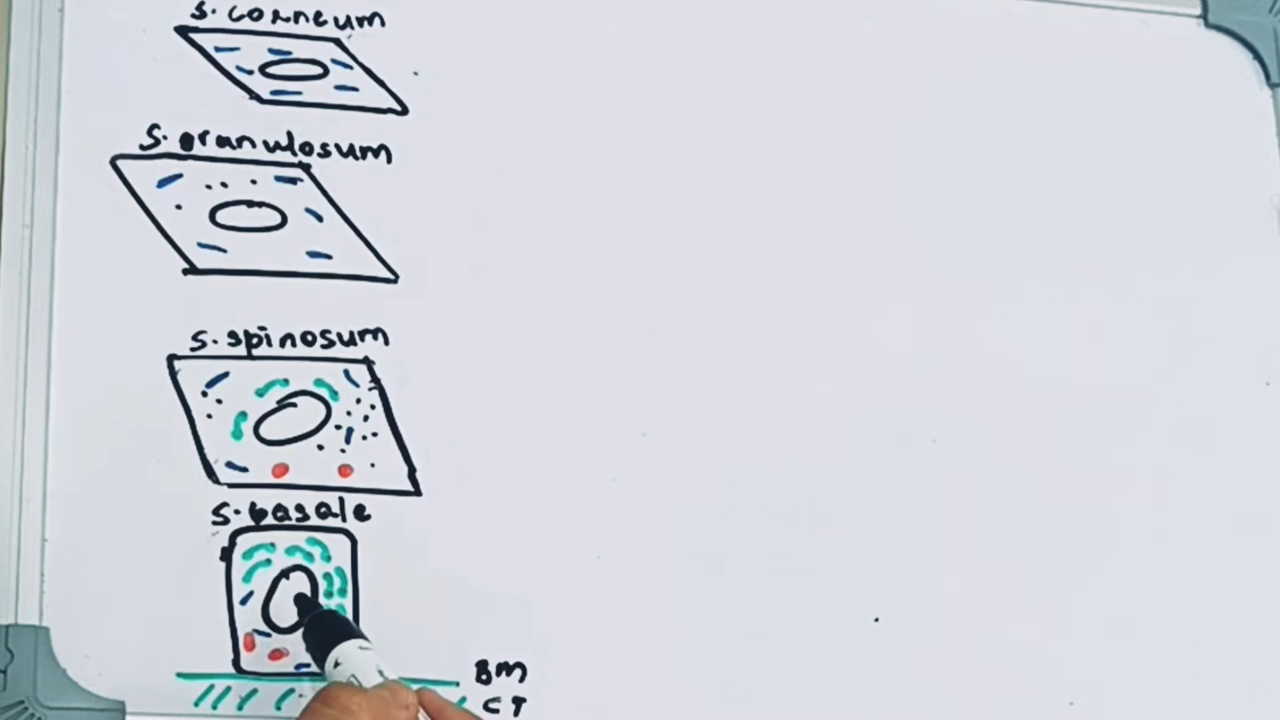 s. corneum
s. granulosum
s. spinosum
s. basale
BM
CT